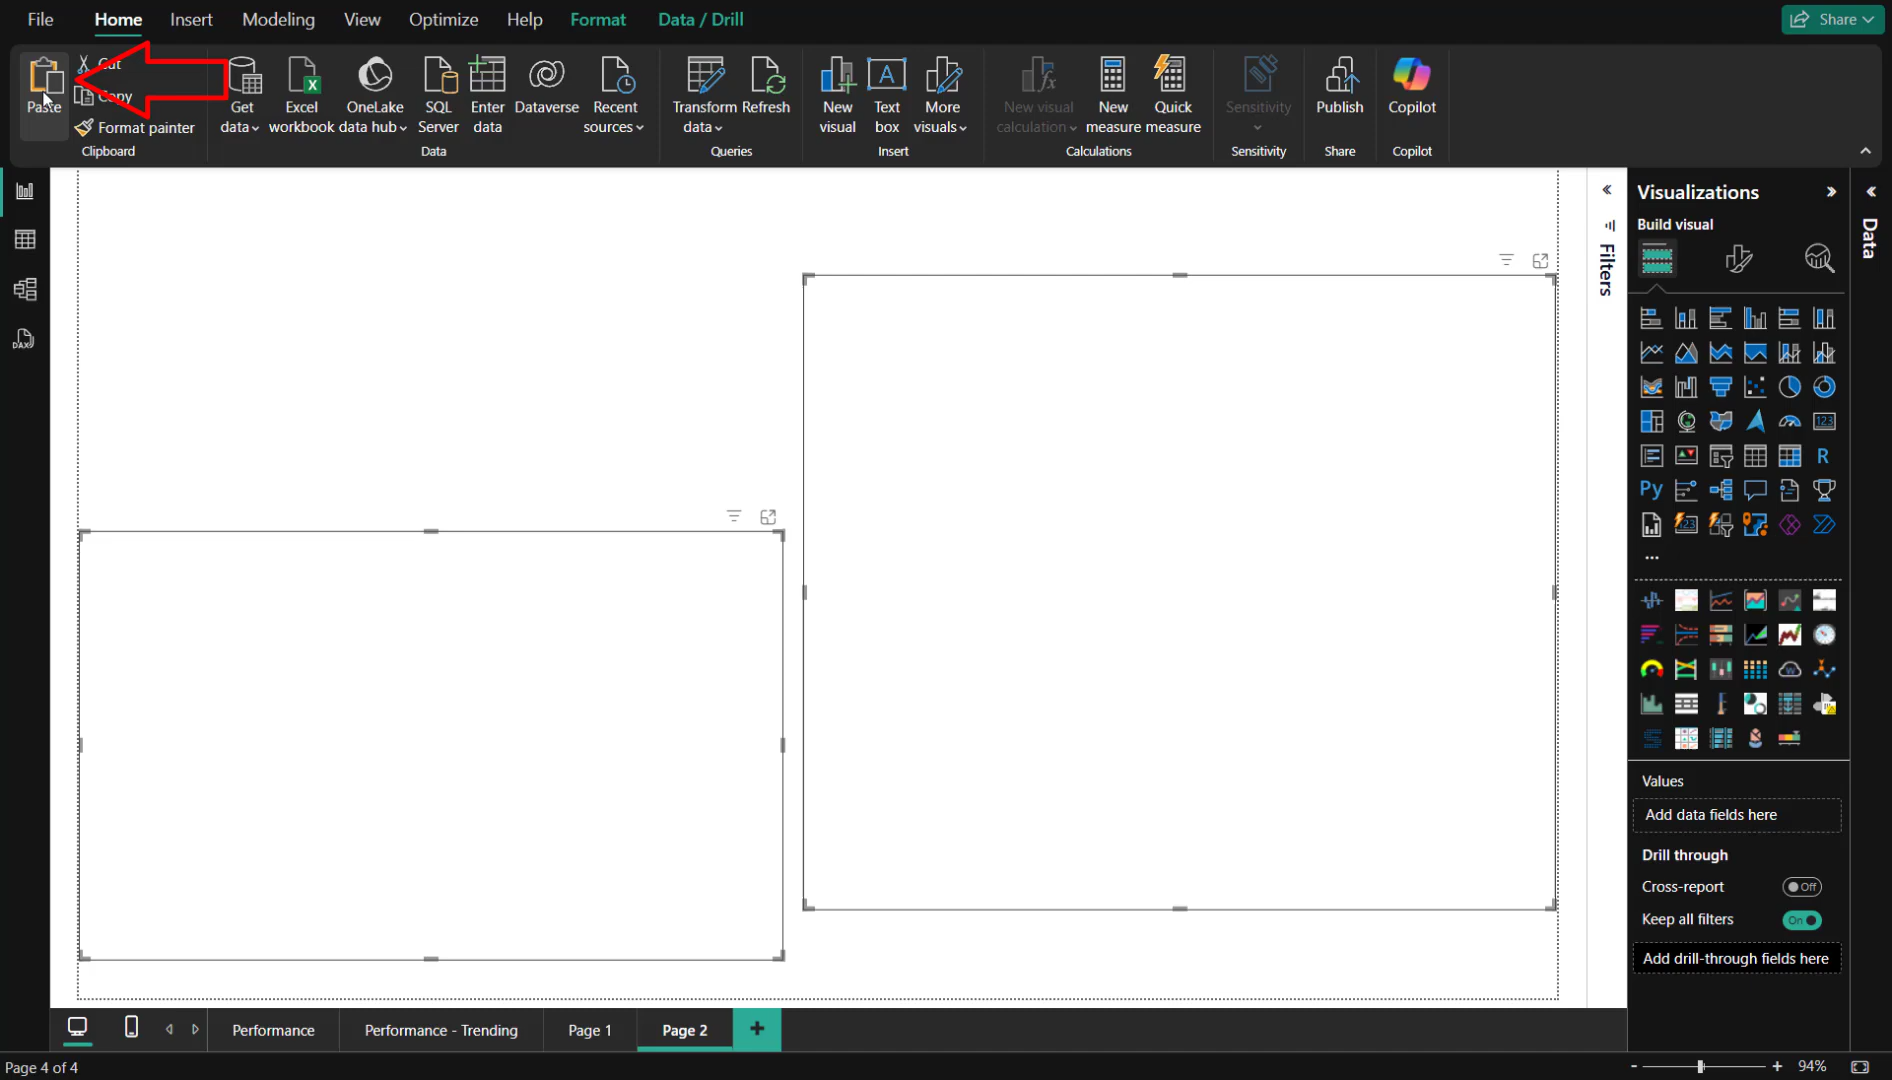 File Home Insert Modeling View Optimize Help Format Data / Drill Share
Cut
Copy
Paste
Format painter
Clipboard
Get data
Excel workbook
OneLake data hub
SQL Server
Enter data
Dataverse
Recent sources
Data
Transform data
Refresh
Queries
New visual
A
Text box
More visuals
Insert
New visual calculation
New measure
Quick measure
Calculations
Sensitivity
Sensitivity
Publish
Share
Copilot
Copilot
DAX
Filters
Visualizations
Build visual
123
R
Py
123
Values
Add data fields here
Drill through
Cross-report Off
Keep all filters On
Add drill-through fields here
Data
Performance Performance - Trending Page 1 Page 2 +
Page 4 of 4
- + 94%